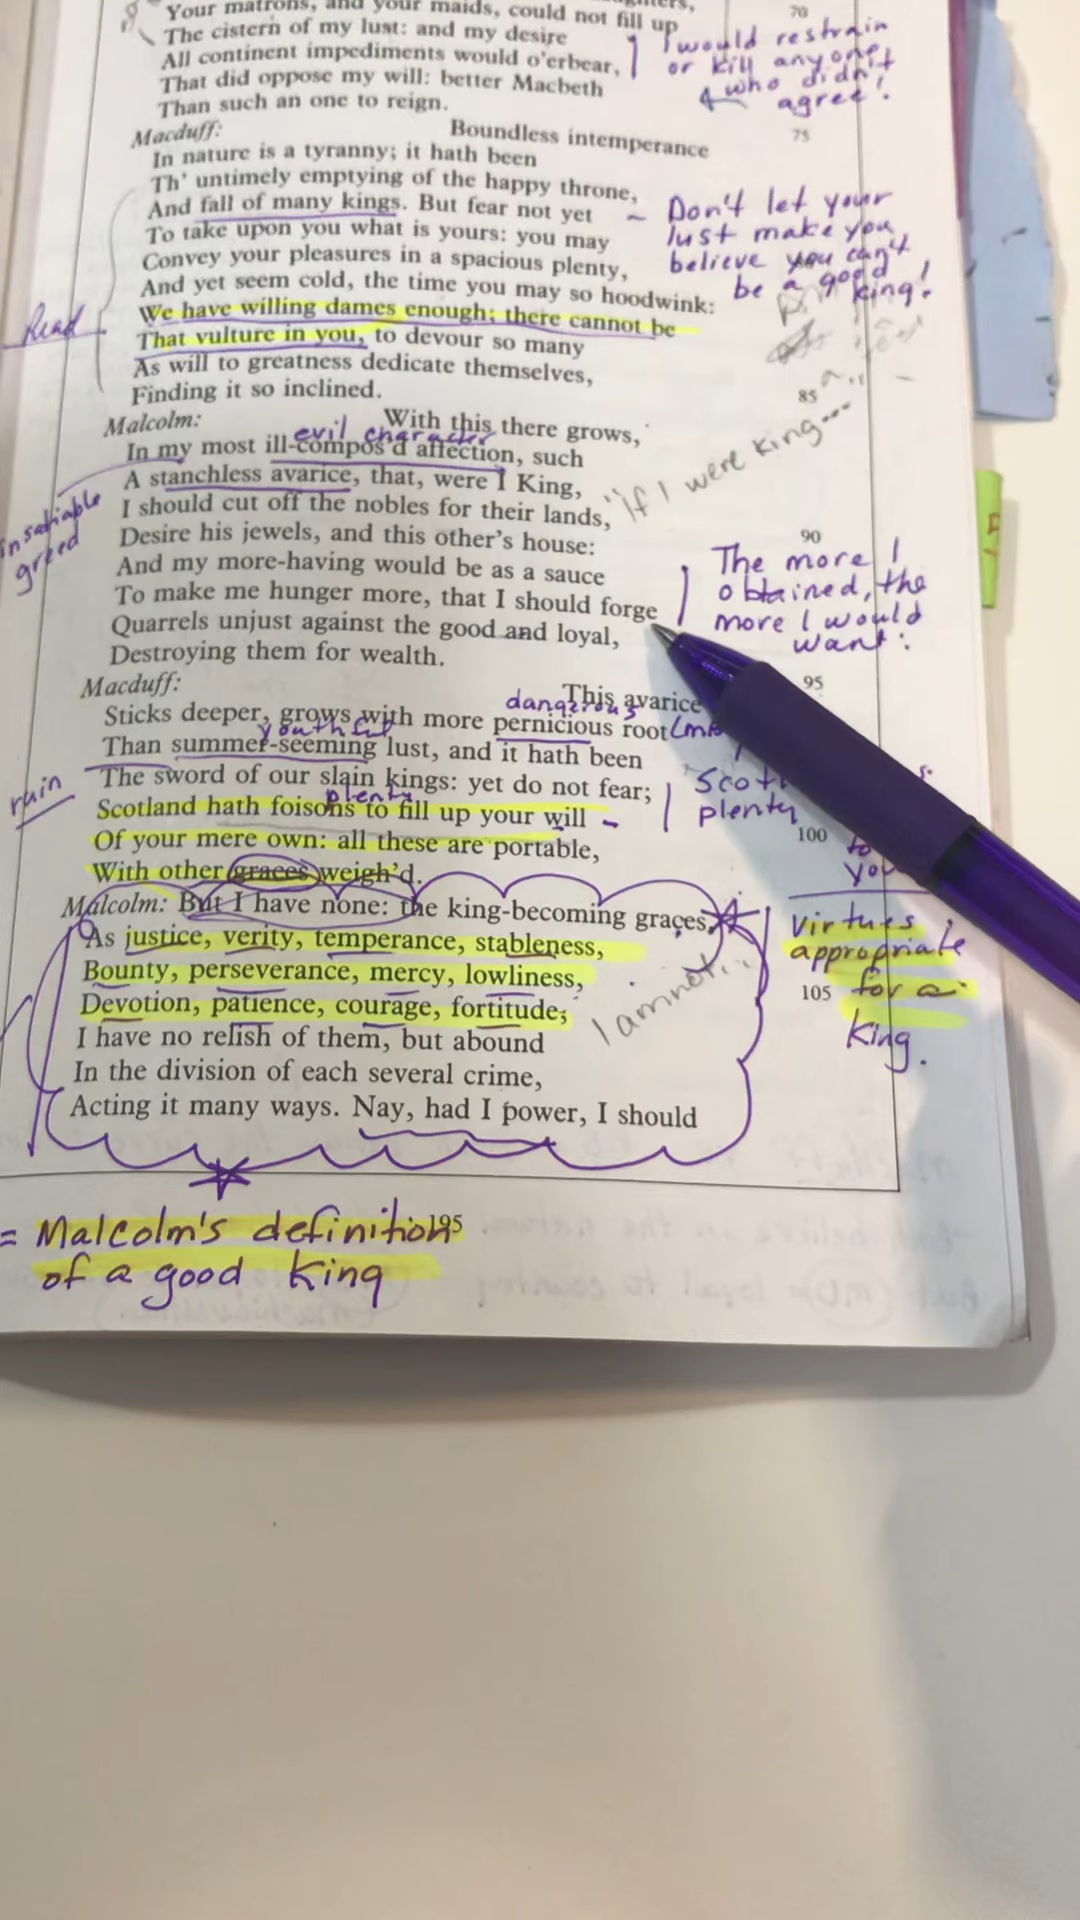 Your matrons, and your maids, could not fill up
The cistern of my lust: and my desire
All continent impediments would o'erbear,
That did oppose my will: better Macbeth
Than such an one to reign.
70
I would restrain
or kill anyone
who didn't
agree!
Macduff: Boundless intemperance
75
In nature is a tyranny; it hath been
Th' untimely emptying of the happy throne,
And fall of many kings. But fear not yet
To take upon you what is yours: you may
Convey your pleasures in a spacious plenty,
And yet seem cold, the time you may so hoodwink:
We have willing dames enough; there cannot be
That vulture in you, to devour so many
As will to greatness dedicate themselves,
Finding it so inclined.
Read
~ Don't let your
lust make you
believe you can't
be a good
king!
85
Malcolm: With this there grows,
evil character
In my most ill-compos'd affection, such
A stanchless avarice, that, were I King,
I should cut off the nobles for their lands,
Desire his jewels, and this other's house:
And my more-having would be as a sauce
To make me hunger more, that I should forge
Quarrels unjust against the good and loyal,
Destroying them for wealth.
insatiable
greed
"If I were king...
90
The more I
obtained, the
more I would
want.
95
Macduff: This avarice
dangerous
Sticks deeper, grows with more pernicious root
youthful
Than summer-seeming lust, and it hath been
The sword of our slain kings: yet do not fear;
plenty
Scotland hath foisons to fill up your will
Of your mere own: all these are portable,
With other graces weigh'd.
ruin
plenty
100
to
Malcolm: But I have none: the king-becoming graces,
As justice, verity, temperance, stableness,
Bounty, perseverance, mercy, lowliness,
Devotion, patience, courage, fortitude;
I have no relish of them, but abound
In the division of each several crime,
Acting it many ways. Nay, had I power, I should
I am not...
virtues
appropriate
105
for a
king.
= Malcolm's definition
195
of a good king